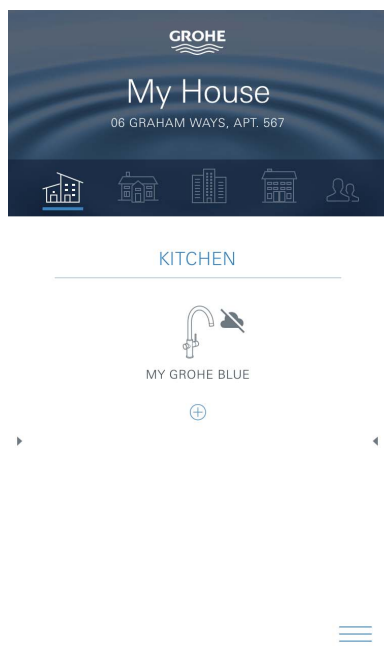 GROHE
My House
06 GRAHAM WAYS, APT. 567
KITCHEN
MY GROHE BLUE